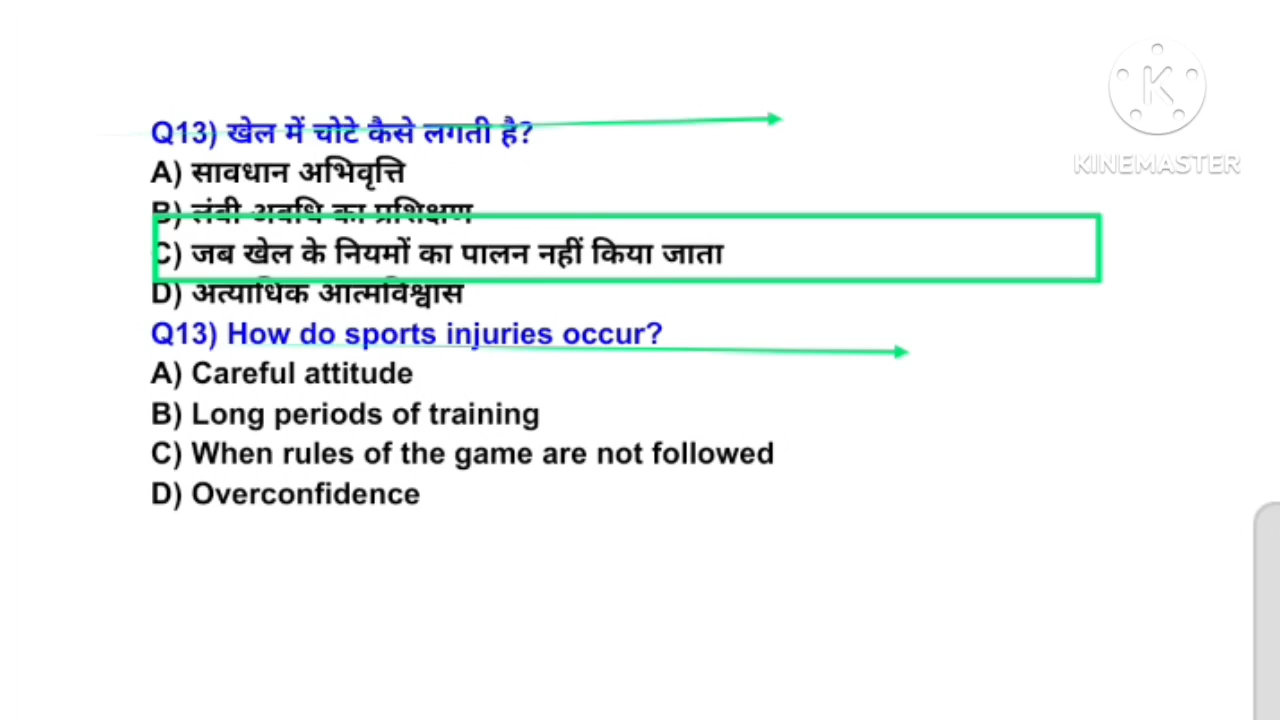 Q13) खेल में चोटे कैसे लगती है?
A) सावधान अभिवृत्ति
B) लंबी अवधि का प्रशिक्षण
C) जब खेल के नियमों का पालन नहीं किया जाता
D) अत्याधिक आत्मविश्वास
Q13) How do sports injuries occur?
A) Careful attitude
B) Long periods of training
C) When rules of the game are not followed
D) Overconfidence
K
KINEMASTER